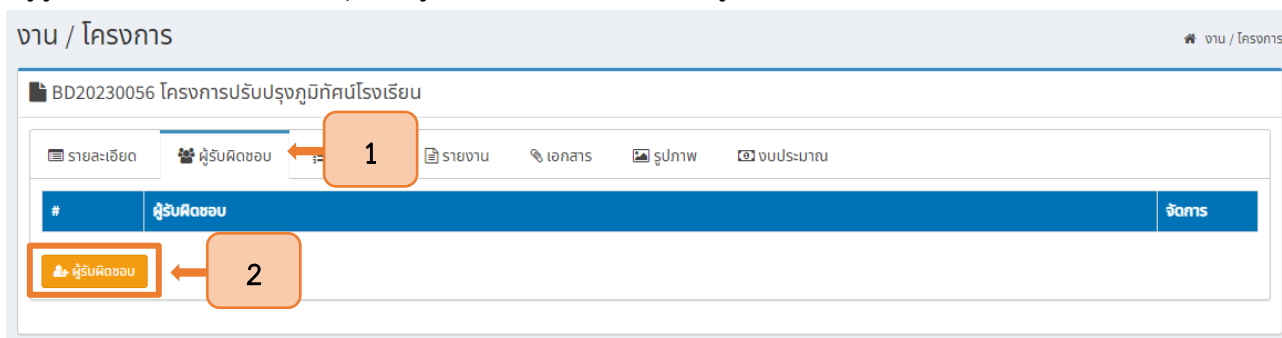 งาน / โครงการ
งาน / โครงการ
BD20230056 โครงการปรับปรุงภูมิทัศน์โรงเรียน
รายละเอียด ผู้รับผิดชอบ 1 รายงาน เอกสาร รูปภาพ งบประมาณ
# ผู้รับผิดชอบ จัดการ
ผู้รับผิดชอบ 2